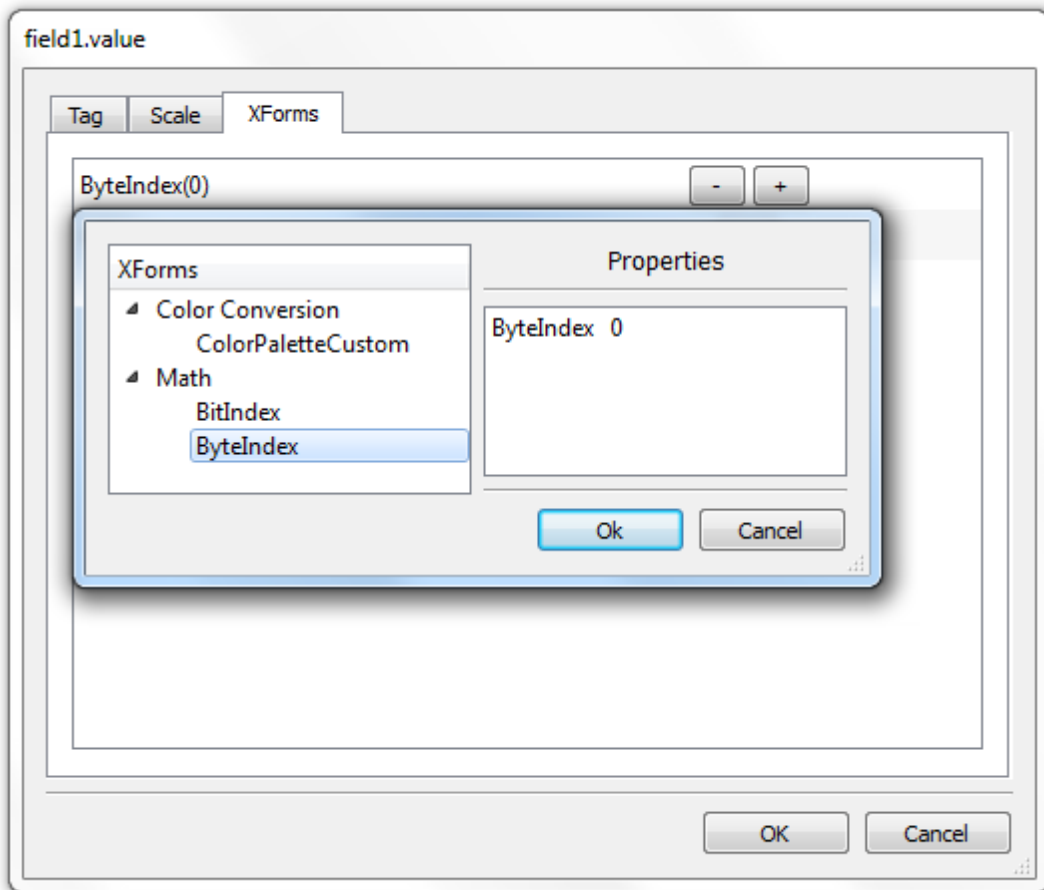 field1.value
Tag Scale XForms
ByteIndex(0) - +
XForms
Color Conversion
ColorPaletteCustom
Math
BitIndex
ByteIndex
Properties
ByteIndex 0
Ok Cancel
OK Cancel